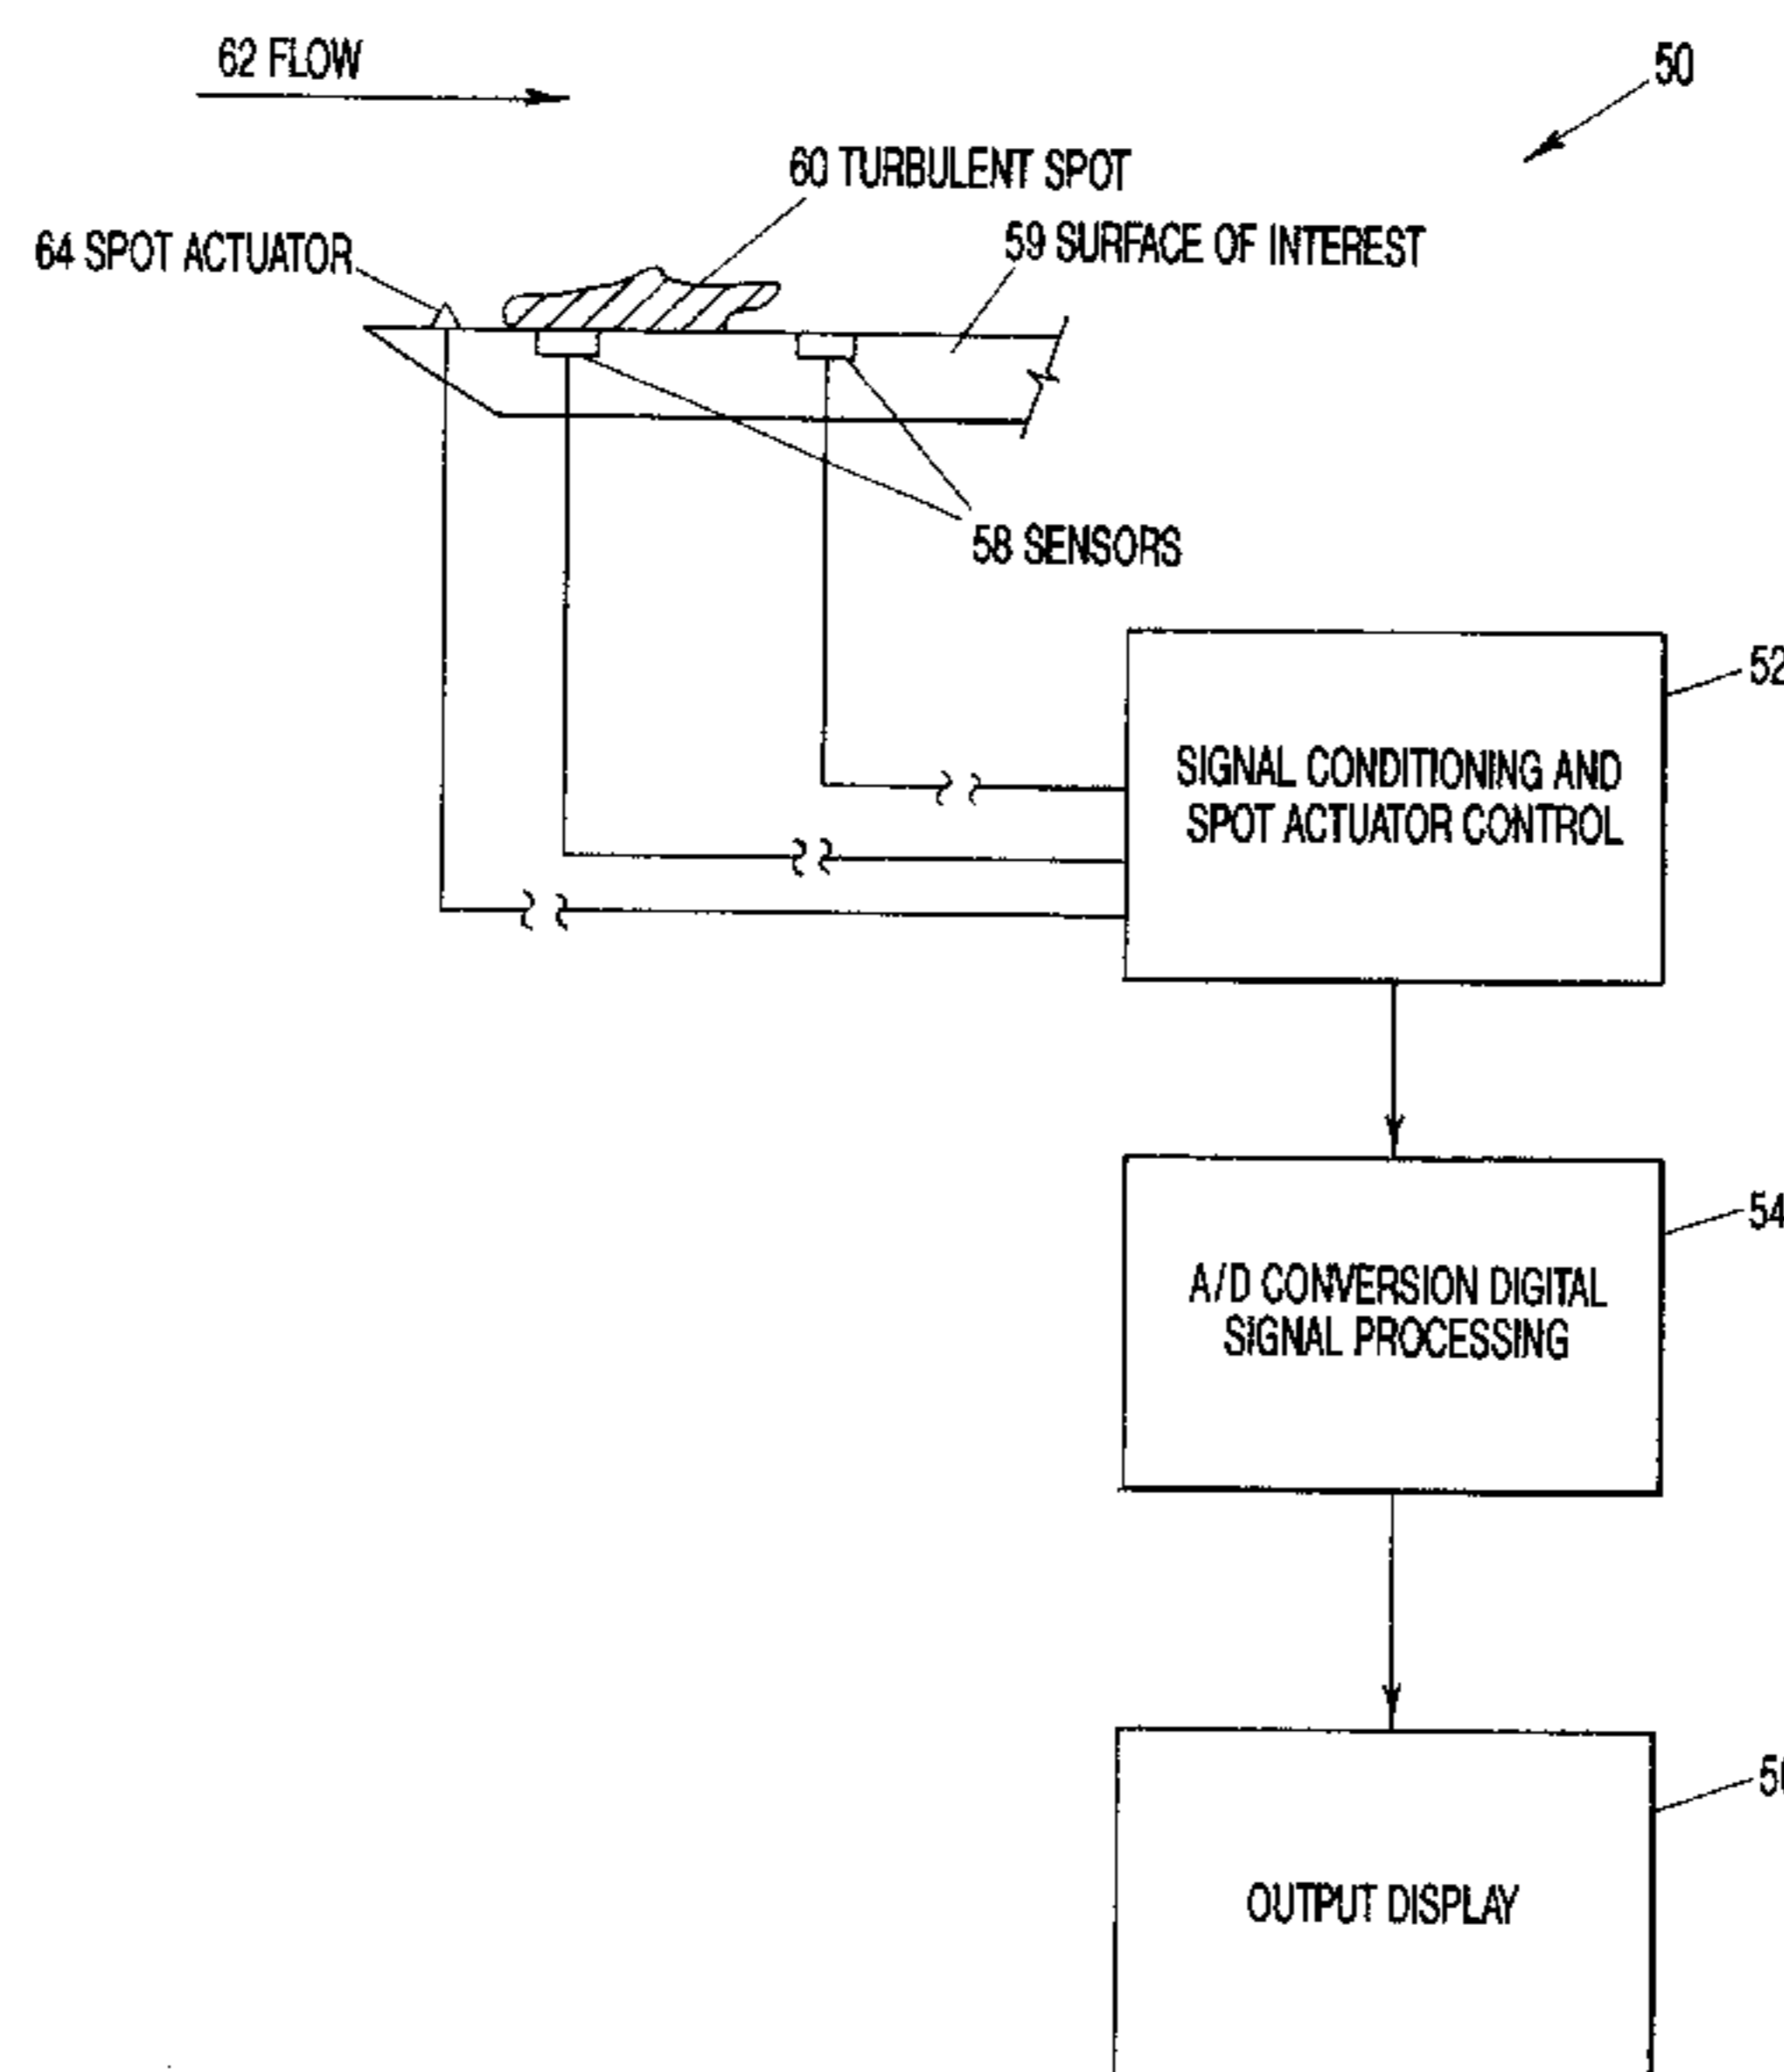 62 FLOW
50
60 TURBULENT SPOT
64 SPOT ACTUATOR
59 SURFACE OF INTEREST
58 SENSORS
52
SIGNAL CONDITIONING AND
SPOT ACTUATOR CONTROL
54
A/D CONVERSION DIGITAL
SIGNAL PROCESSING
OUTPUT DISPLAY